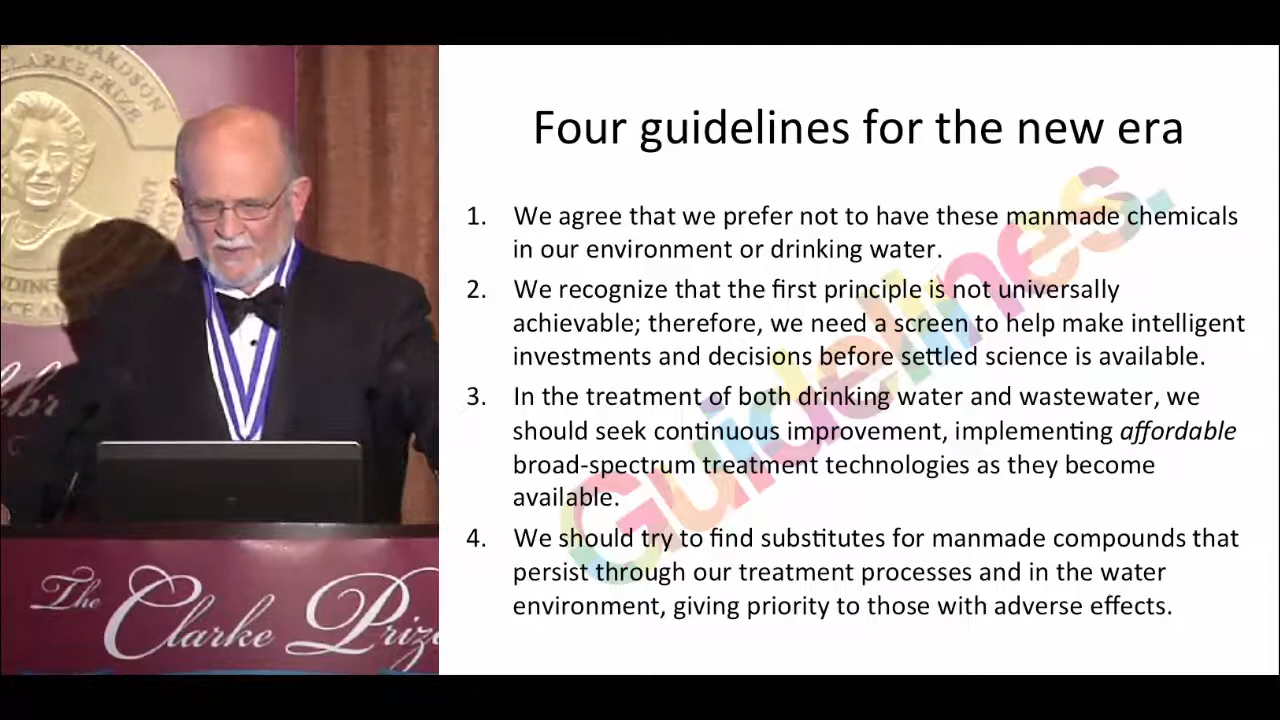 RICHARDSON
CLARKE PRIZE
The
Clarke Prize
Four guidelines for the new era
Guidelines.
1. We agree that we prefer not to have these manmade chemicals
in our environment or drinking water.
2. We recognize that the first principle is not universally
achievable; therefore, we need a screen to help make intelligent
investments and decisions before settled science is available.
3. In the treatment of both drinking water and wastewater, we
should seek continuous improvement, implementing affordable
broad-spectrum treatment technologies as they become
available.
4. We should try to find substitutes for manmade compounds that
persist through our treatment processes and in the water
environment, giving priority to those with adverse effects.